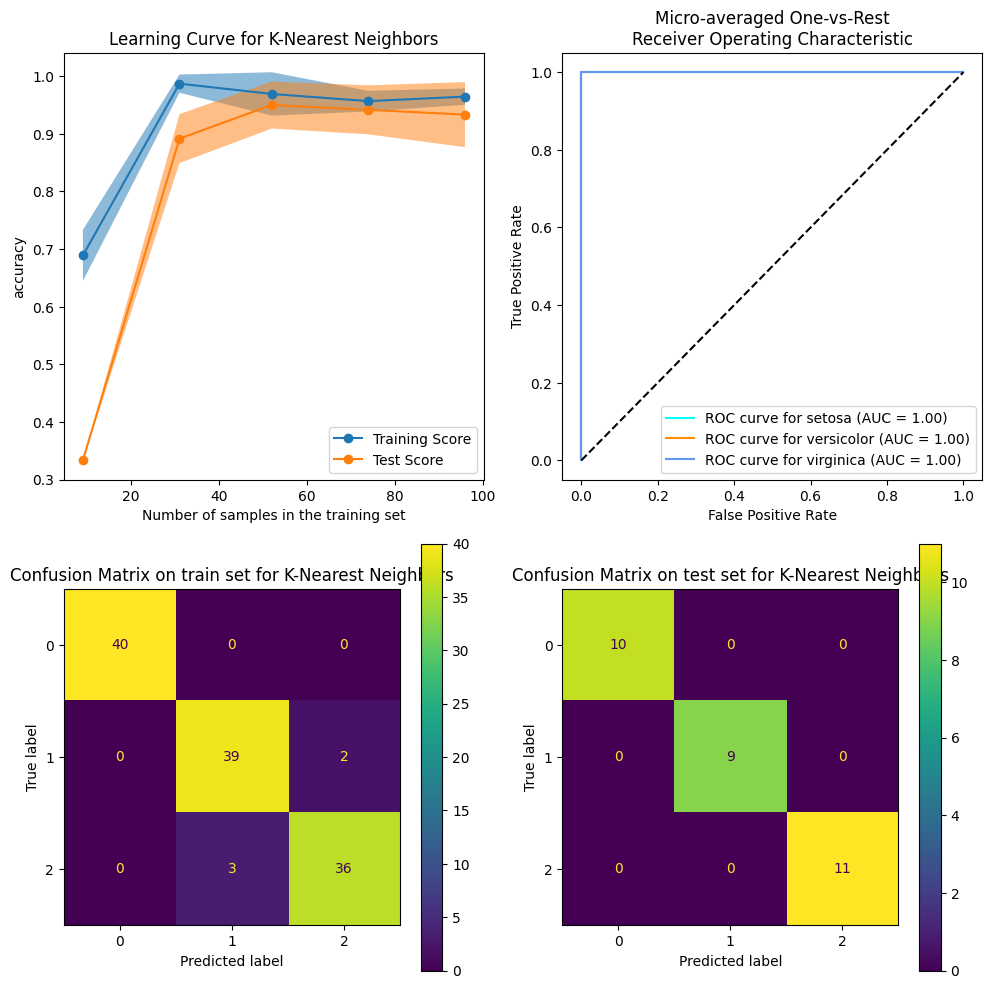 Learning Curve for K-Nearest Neighbors
1.0
0.9
0.8
0.7
0.6
0.5
0.4
0.3
accuracy
20
40
60
80
100
Number of samples in the training set
Training Score
Test Score
Micro-averaged One-vs-Rest
Receiver Operating Characteristic
1.0
0.8
0.6
0.4
0.2
0.0
True Positive Rate
0.0
0.2
0.4
0.6
0.8
1.0
False Positive Rate
ROC curve for setosa (AUC = 1.00)
ROC curve for versicolor (AUC = 1.00)
ROC curve for virginica (AUC = 1.00)
Confusion Matrix on train set for K-Nearest Neighbors
0
1
2
True label
40 0 0
0 39 2
0 3 36
0 1 2
Predicted label
40
35
30
25
20
15
10
5
0
Confusion Matrix on test set for K-Nearest Neighbors
0
1
2
True label
10 0 0
0 9 0
0 0 11
0 1 2
Predicted label
10
8
6
4
2
0